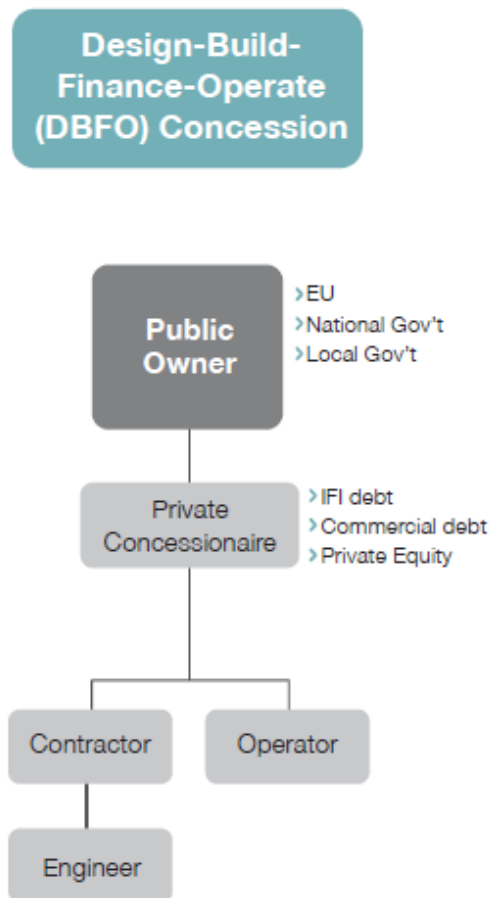 Design-Build-
Finance-Operate
(DBFO) Concession
Public
Owner
›EU
›National Gov't
›Local Gov't
Private
Concessionaire
›IFI debt
›Commercial debt
›Private Equity
Contractor
Operator
Engineer